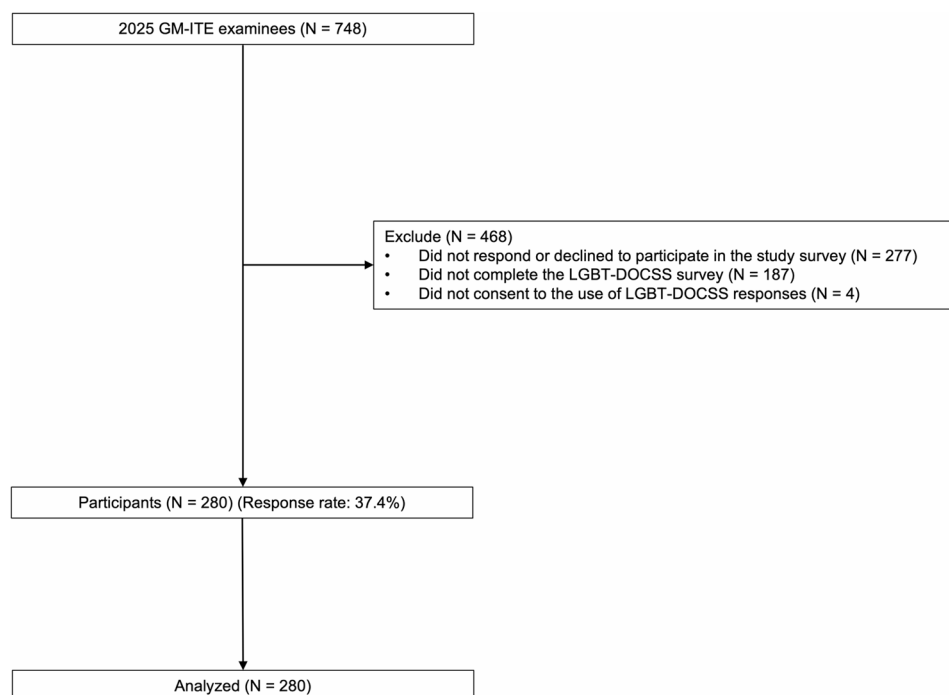 2025 GM-ITE examinees (N = 748)
Exclude (N = 468)
• Did not respond or declined to participate in the study survey (N = 277)
• Did not complete the LGBT-DOCSS survey (N = 187)
• Did not consent to the use of LGBT-DOCSS responses (N = 4)
Participants (N = 280) (Response rate: 37.4%)
Analyzed (N = 280)